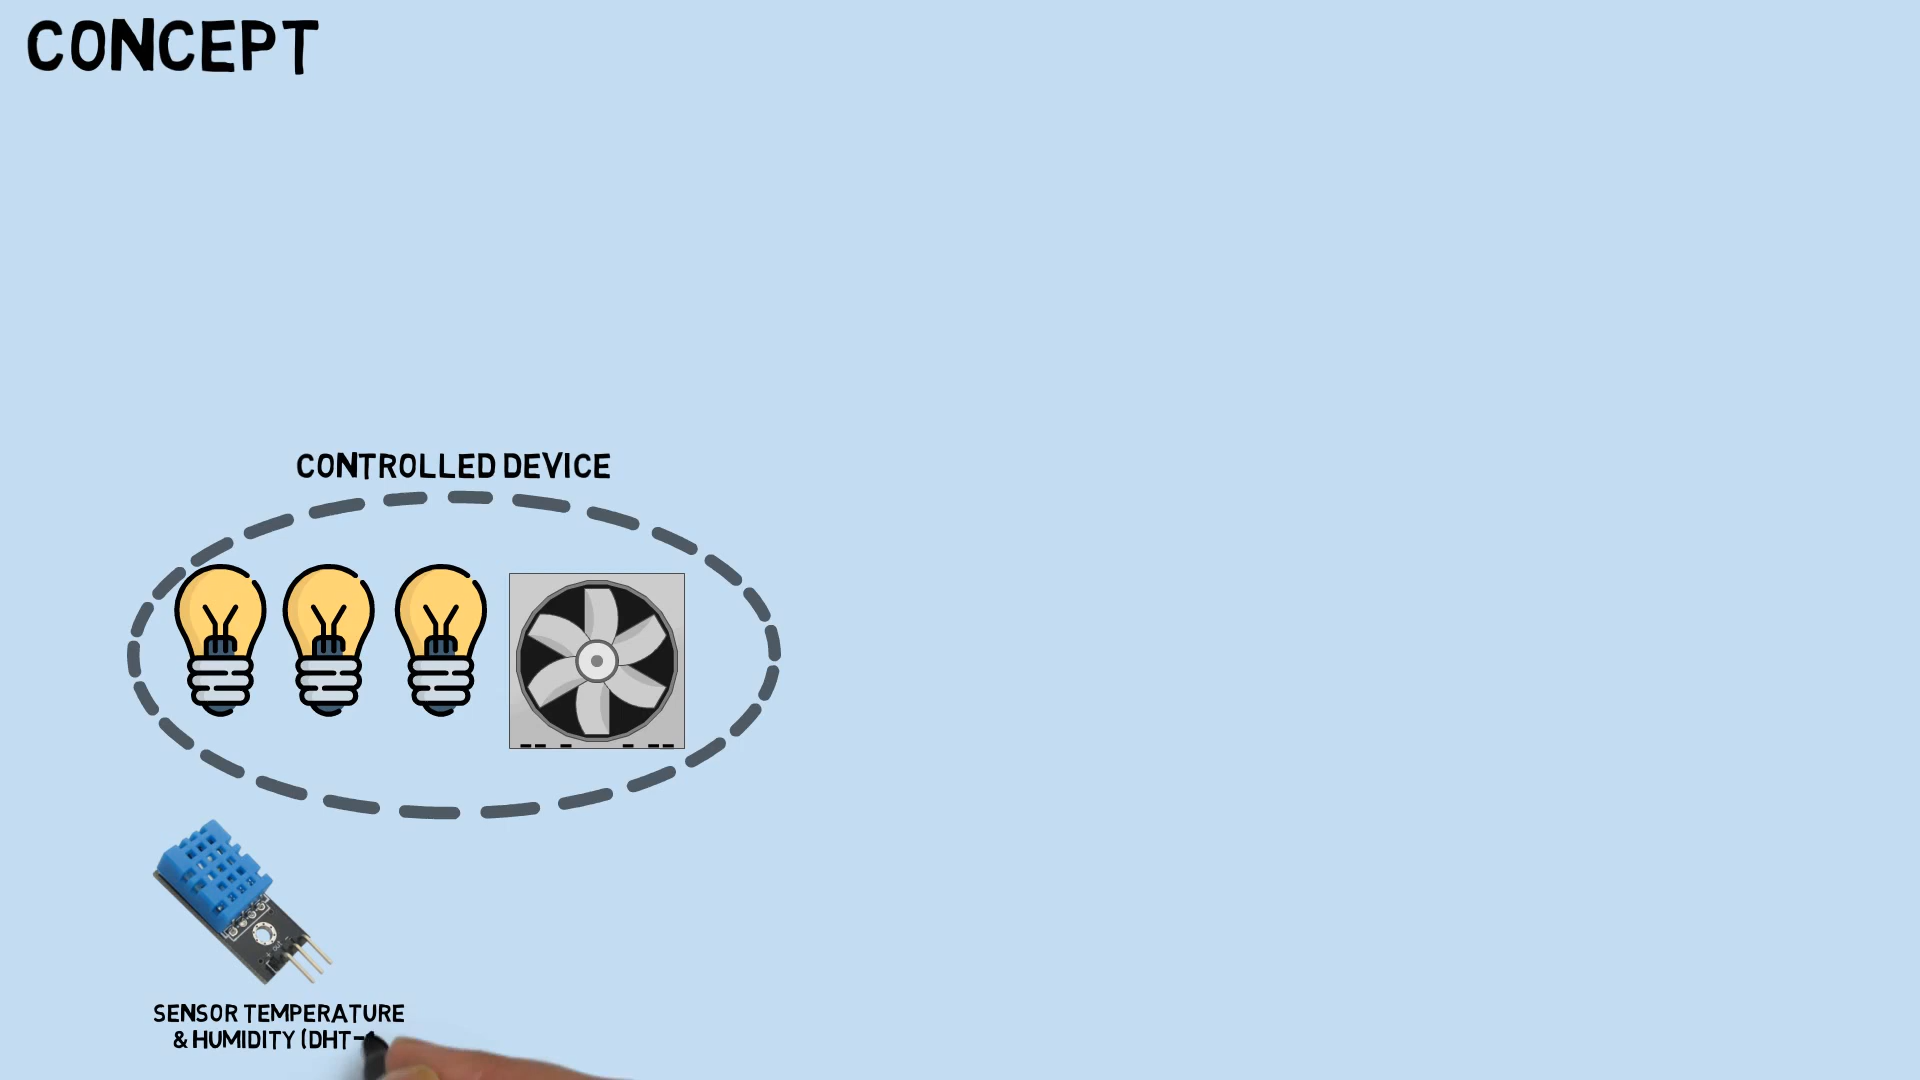 CONCEPT
CONTROLLED DEVICE
SENSOR TEMPERATURE
& HUMIDITY (DHT-